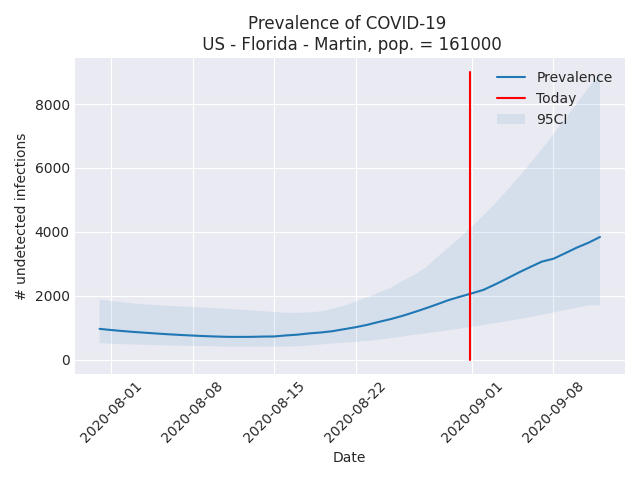 Prevalence of COVID-19
US - Florida - Martin, pop. = 161000
Prevalence
Today
95CI
# undetected infections
8000
6000
4000
2000
0
2020-08-01
2020-08-08
2020-08-15
2020-08-22
2020-09-01
2020-09-08
Date